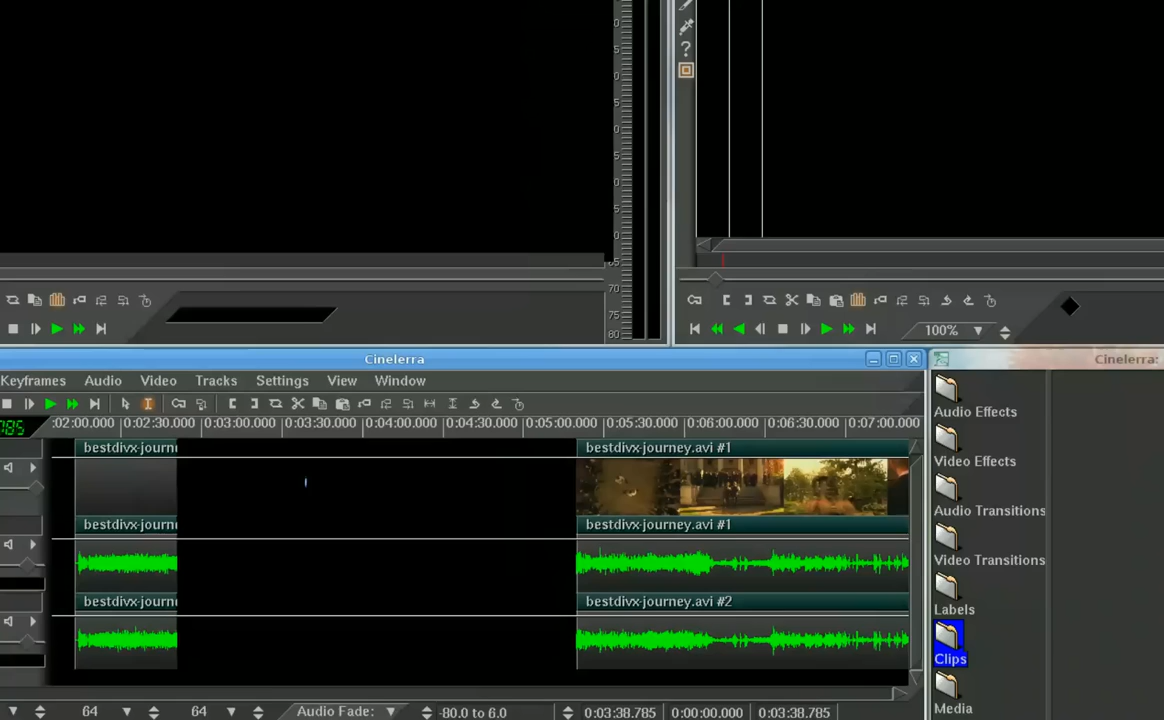 ?
70
75
80
100%
Cinelerra
Cinelerra:
Keyframes Audio Video Tracks Settings View Window
785 :02:00.000 0:02:30.000 0:03:00.000 0:03:30.000 0:04:00.000 0:04:30.000 0:05:00.000 0:05:30.000 0:06:00.000 0:06:30.000 0:07:00.000
bestdivx-journ bestdivx-journey.avi #1
bestdivx-journ bestdivx-journey.avi #1
bestdivx-journ bestdivx-journey.avi #2
Audio Effects
Video Effects
Audio Transitions
Video Transitions
Labels
Clips
Media
64 64 Audio Fade: -80.0 to 6.0 0:03:38.785 0:00:00.000 0:03:38.785